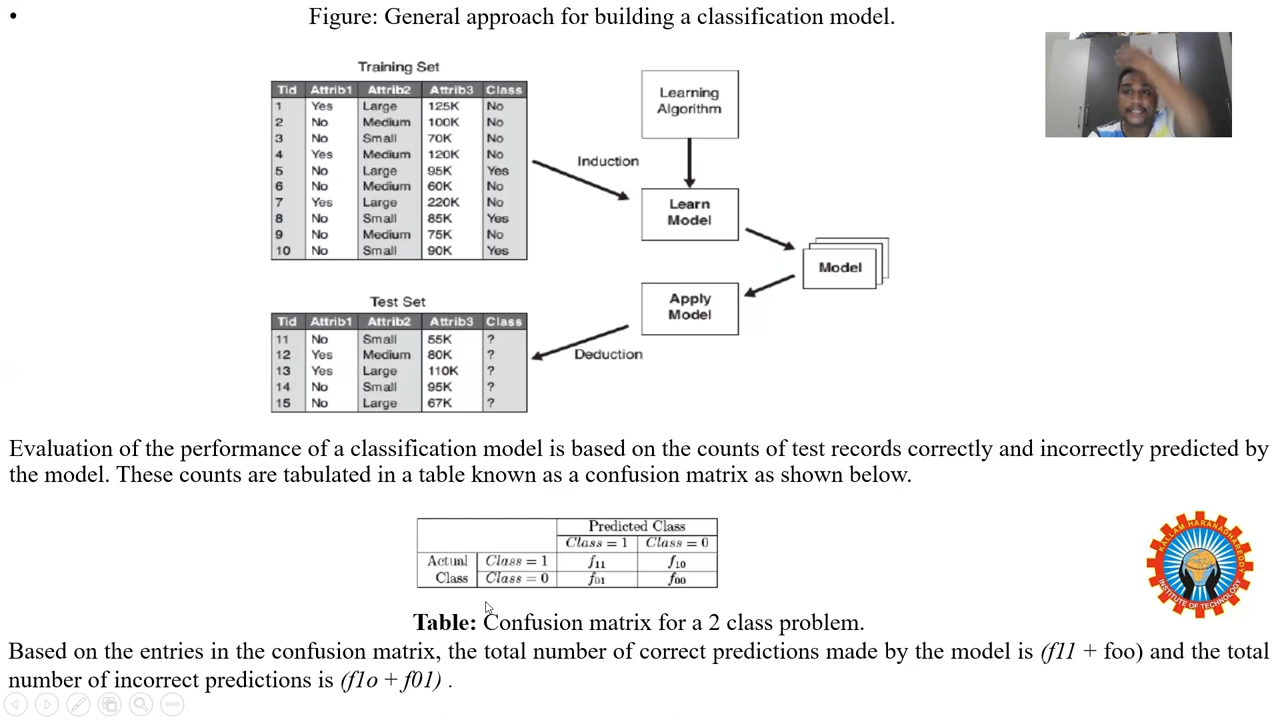 • Figure: General approach for building a classification model.
Training Set
Tid Attrib1 Attrib2 Attrib3 Class
1 Yes Large 125K No
2 No Medium 100K No
3 No Small 70K No
4 Yes Medium 120K No
5 No Large 95K Yes
6 No Medium 60K No
7 Yes Large 220K No
8 No Small 85K Yes
9 No Medium 75K No
10 No Small 90K Yes
Learning
Algorithm
Induction
Learn
Model
Model
Apply
Model
Deduction
Test Set
Tid Attrib1 Attrib2 Attrib3 Class
11 No Small 55K ?
12 Yes Medium 80K ?
13 Yes Large 110K ?
14 No Small 95K ?
15 No Large 67K ?
Evaluation of the performance of a classification model is based on the counts of test records correctly and incorrectly predicted by
the model. These counts are tabulated in a table known as a confusion matrix as shown below.
Predicted Class
Class = 1 Class = 0
Actual Class = 1 f11 f10
Class Class = 0 f01 f00
KALLAM HARANADHAREDDY
INSTITUTE OF TECHNOLOGY
Table: Confusion matrix for a 2 class problem.
Based on the entries in the confusion matrix, the total number of correct predictions made by the model is (f11 + foo) and the total
number of incorrect predictions is (f1o + f01) .